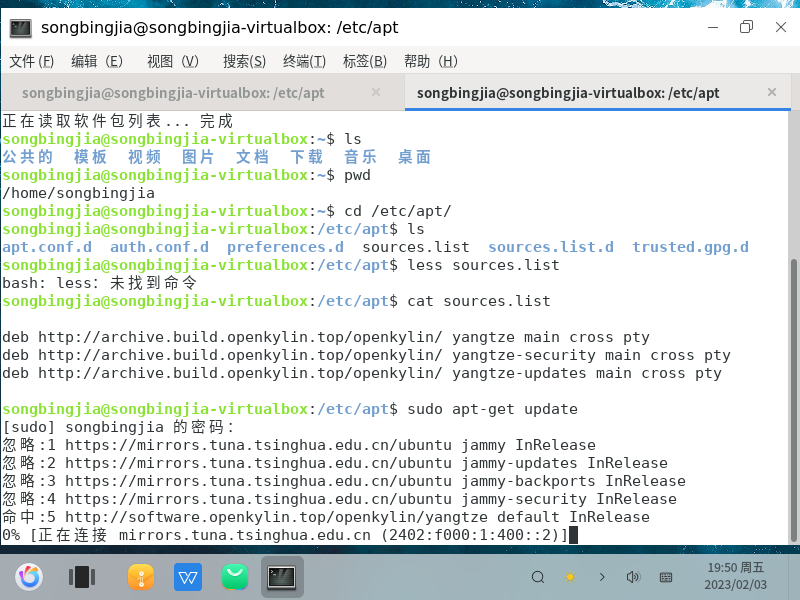 songbingjia@songbingjia-virtualbox: /etc/apt
文件(F) 编辑(E) 视图(V) 搜索(S) 终端(T) 标签(B) 帮助(H)
songbingjia@songbingjia-virtualbox: /etc/apt × songbingjia@songbingjia-virtualbox: /etc/apt ×
正在读取软件包列表... 完成
songbingjia@songbingjia-virtualbox:~$ ls
公共的 模板 视频 图片 文档 下载 音乐 桌面
songbingjia@songbingjia-virtualbox:~$ pwd
/home/songbingjia
songbingjia@songbingjia-virtualbox:~$ cd /etc/apt/
songbingjia@songbingjia-virtualbox:/etc/apt$ ls
apt.conf.d auth.conf.d preferences.d sources.list sources.list.d trusted.gpg.d
songbingjia@songbingjia-virtualbox:/etc/apt$ less sources.list
bash: less: 未找到命令
songbingjia@songbingjia-virtualbox:/etc/apt$ cat sources.list
deb http://archive.build.openkylin.top/openkylin/ yangtze main cross pty
deb http://archive.build.openkylin.top/openkylin/ yangtze-security main cross pty
deb http://archive.build.openkylin.top/openkylin/ yangtze-updates main cross pty
songbingjia@songbingjia-virtualbox:/etc/apt$ sudo apt-get update
[sudo] songbingjia 的密码:
忽略:1 https://mirrors.tuna.tsinghua.edu.cn/ubuntu jammy InRelease
忽略:2 https://mirrors.tuna.tsinghua.edu.cn/ubuntu jammy-updates InRelease
忽略:3 https://mirrors.tuna.tsinghua.edu.cn/ubuntu jammy-backports InRelease
忽略:4 https://mirrors.tuna.tsinghua.edu.cn/ubuntu jammy-security InRelease
命中:5 http://software.openkylin.top/openkylin/yangtze default InRelease
0% [正在连接 mirrors.tuna.tsinghua.edu.cn (2402:f000:1:400::2)]
19:50 周五
2023/02/03